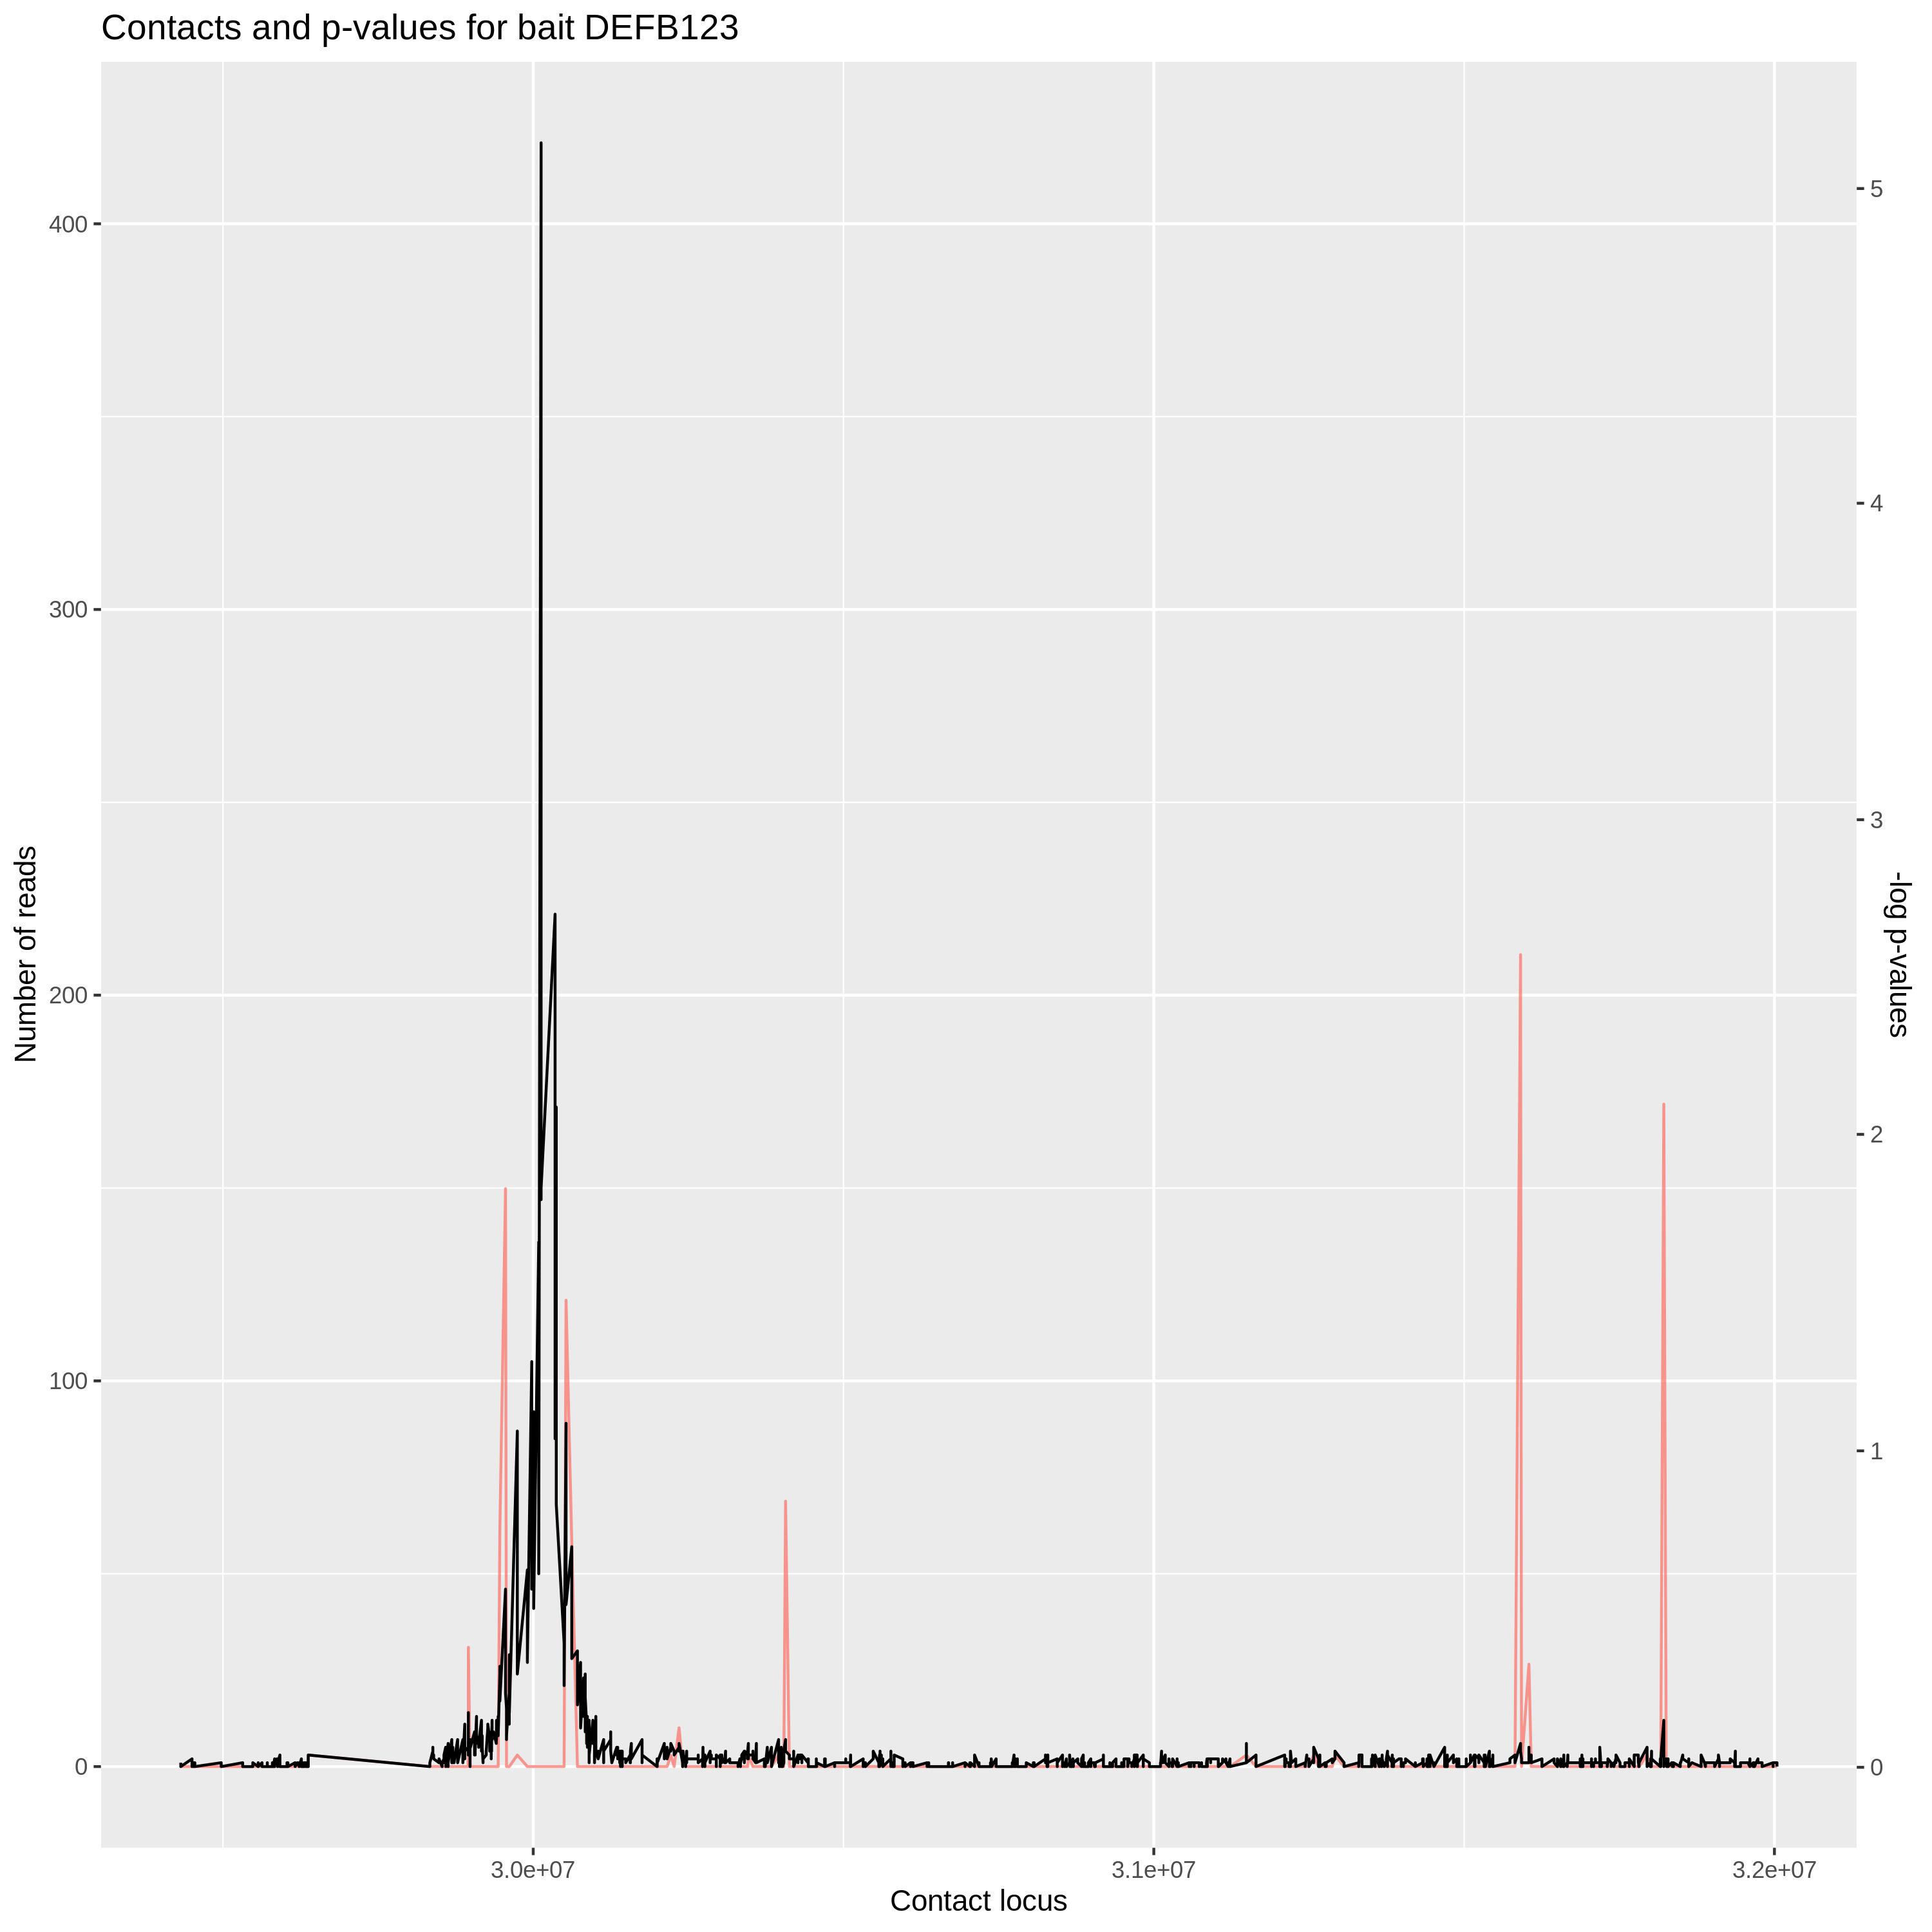 Contacts and p-values for bait DEFB123
400
300
200
100
0
Number of reads
5
4
3
2
1
0
-log p-values
3.0e+07
3.1e+07
3.2e+07
Contact locus